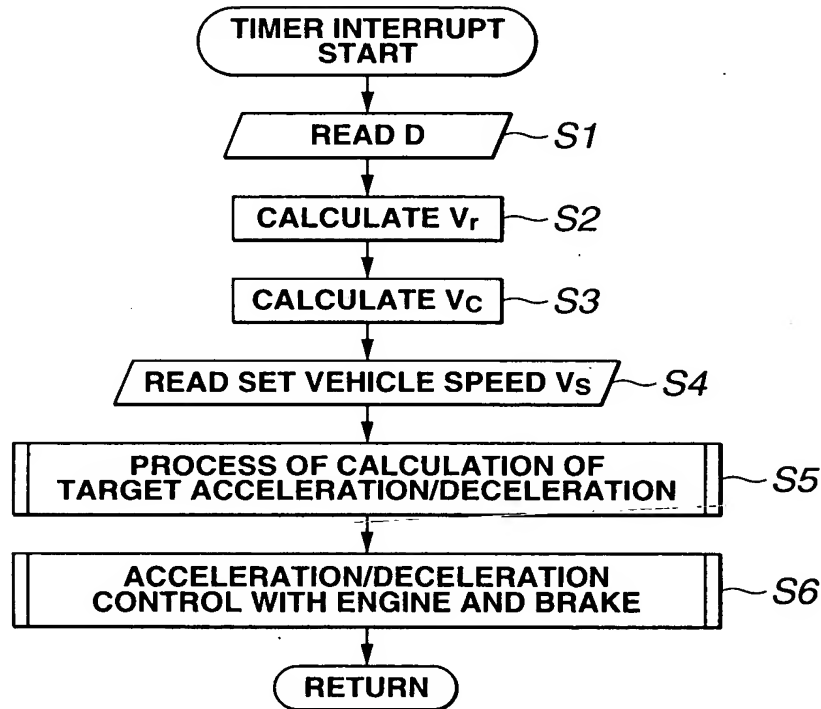 TIMER INTERRUPT
START
READ D
S1
CALCULATE Vr
S2
CALCULATE VC
S3
READ SET VEHICLE SPEED VS
S4
PROCESS OF CALCULATION OF
TARGET ACCELERATION/DECELERATION
S5
ACCELERATION/DECELERATION
CONTROL WITH ENGINE AND BRAKE
S6
RETURN